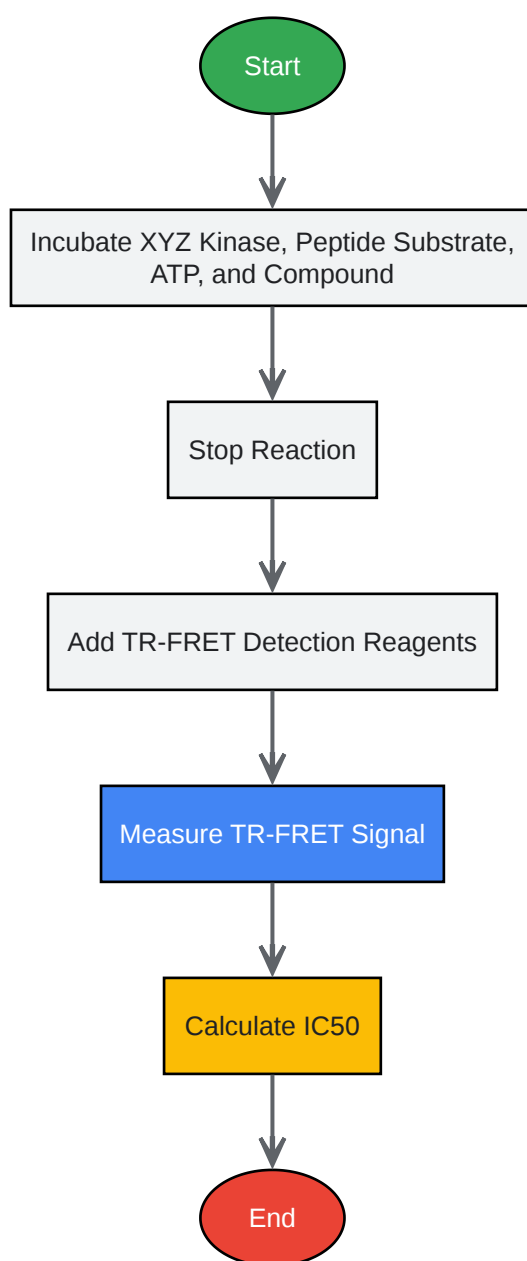 Start
Incubate XYZ Kinase, Peptide Substrate,
ATP, and Compound
Stop Reaction
Add TR-FRET Detection Reagents
Measure TR-FRET Signal
Calculate IC50
End